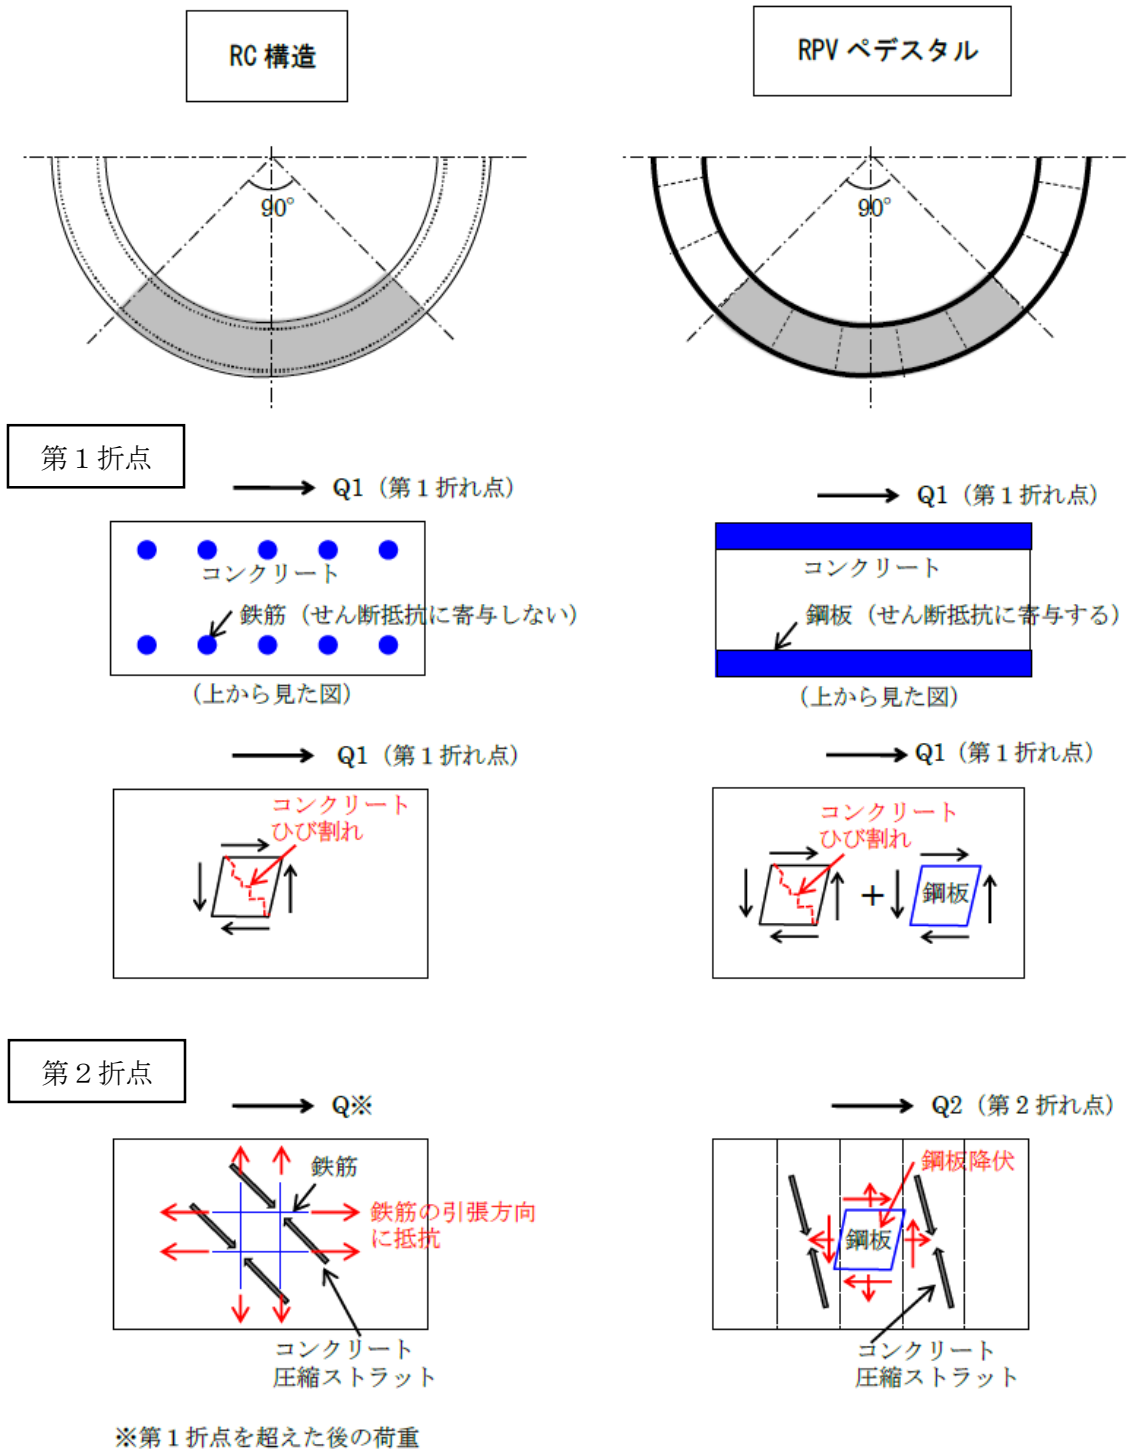 RC 構造
RPV ペデスタル
90°
90°
第１折点
Q1（第１折れ点）
Q1（第１折れ点）
コンクリート
鉄筋（せん断抵抗に寄与しない）
（上から見た図）
コンクリート
鋼板（せん断抵抗に寄与する）
（上から見た図）
Q1（第１折れ点）
Q1（第１折れ点）
コンクリート
ひび割れ
コンクリート
ひび割れ
+
鋼板
第２折点
Q※
Q2（第２折れ点）
鉄筋
鉄筋の引張方向
に抵抗
コンクリート
圧縮ストラット
鋼板降伏
鋼板
コンクリート
圧縮ストラット
※第１折点を超えた後の荷重